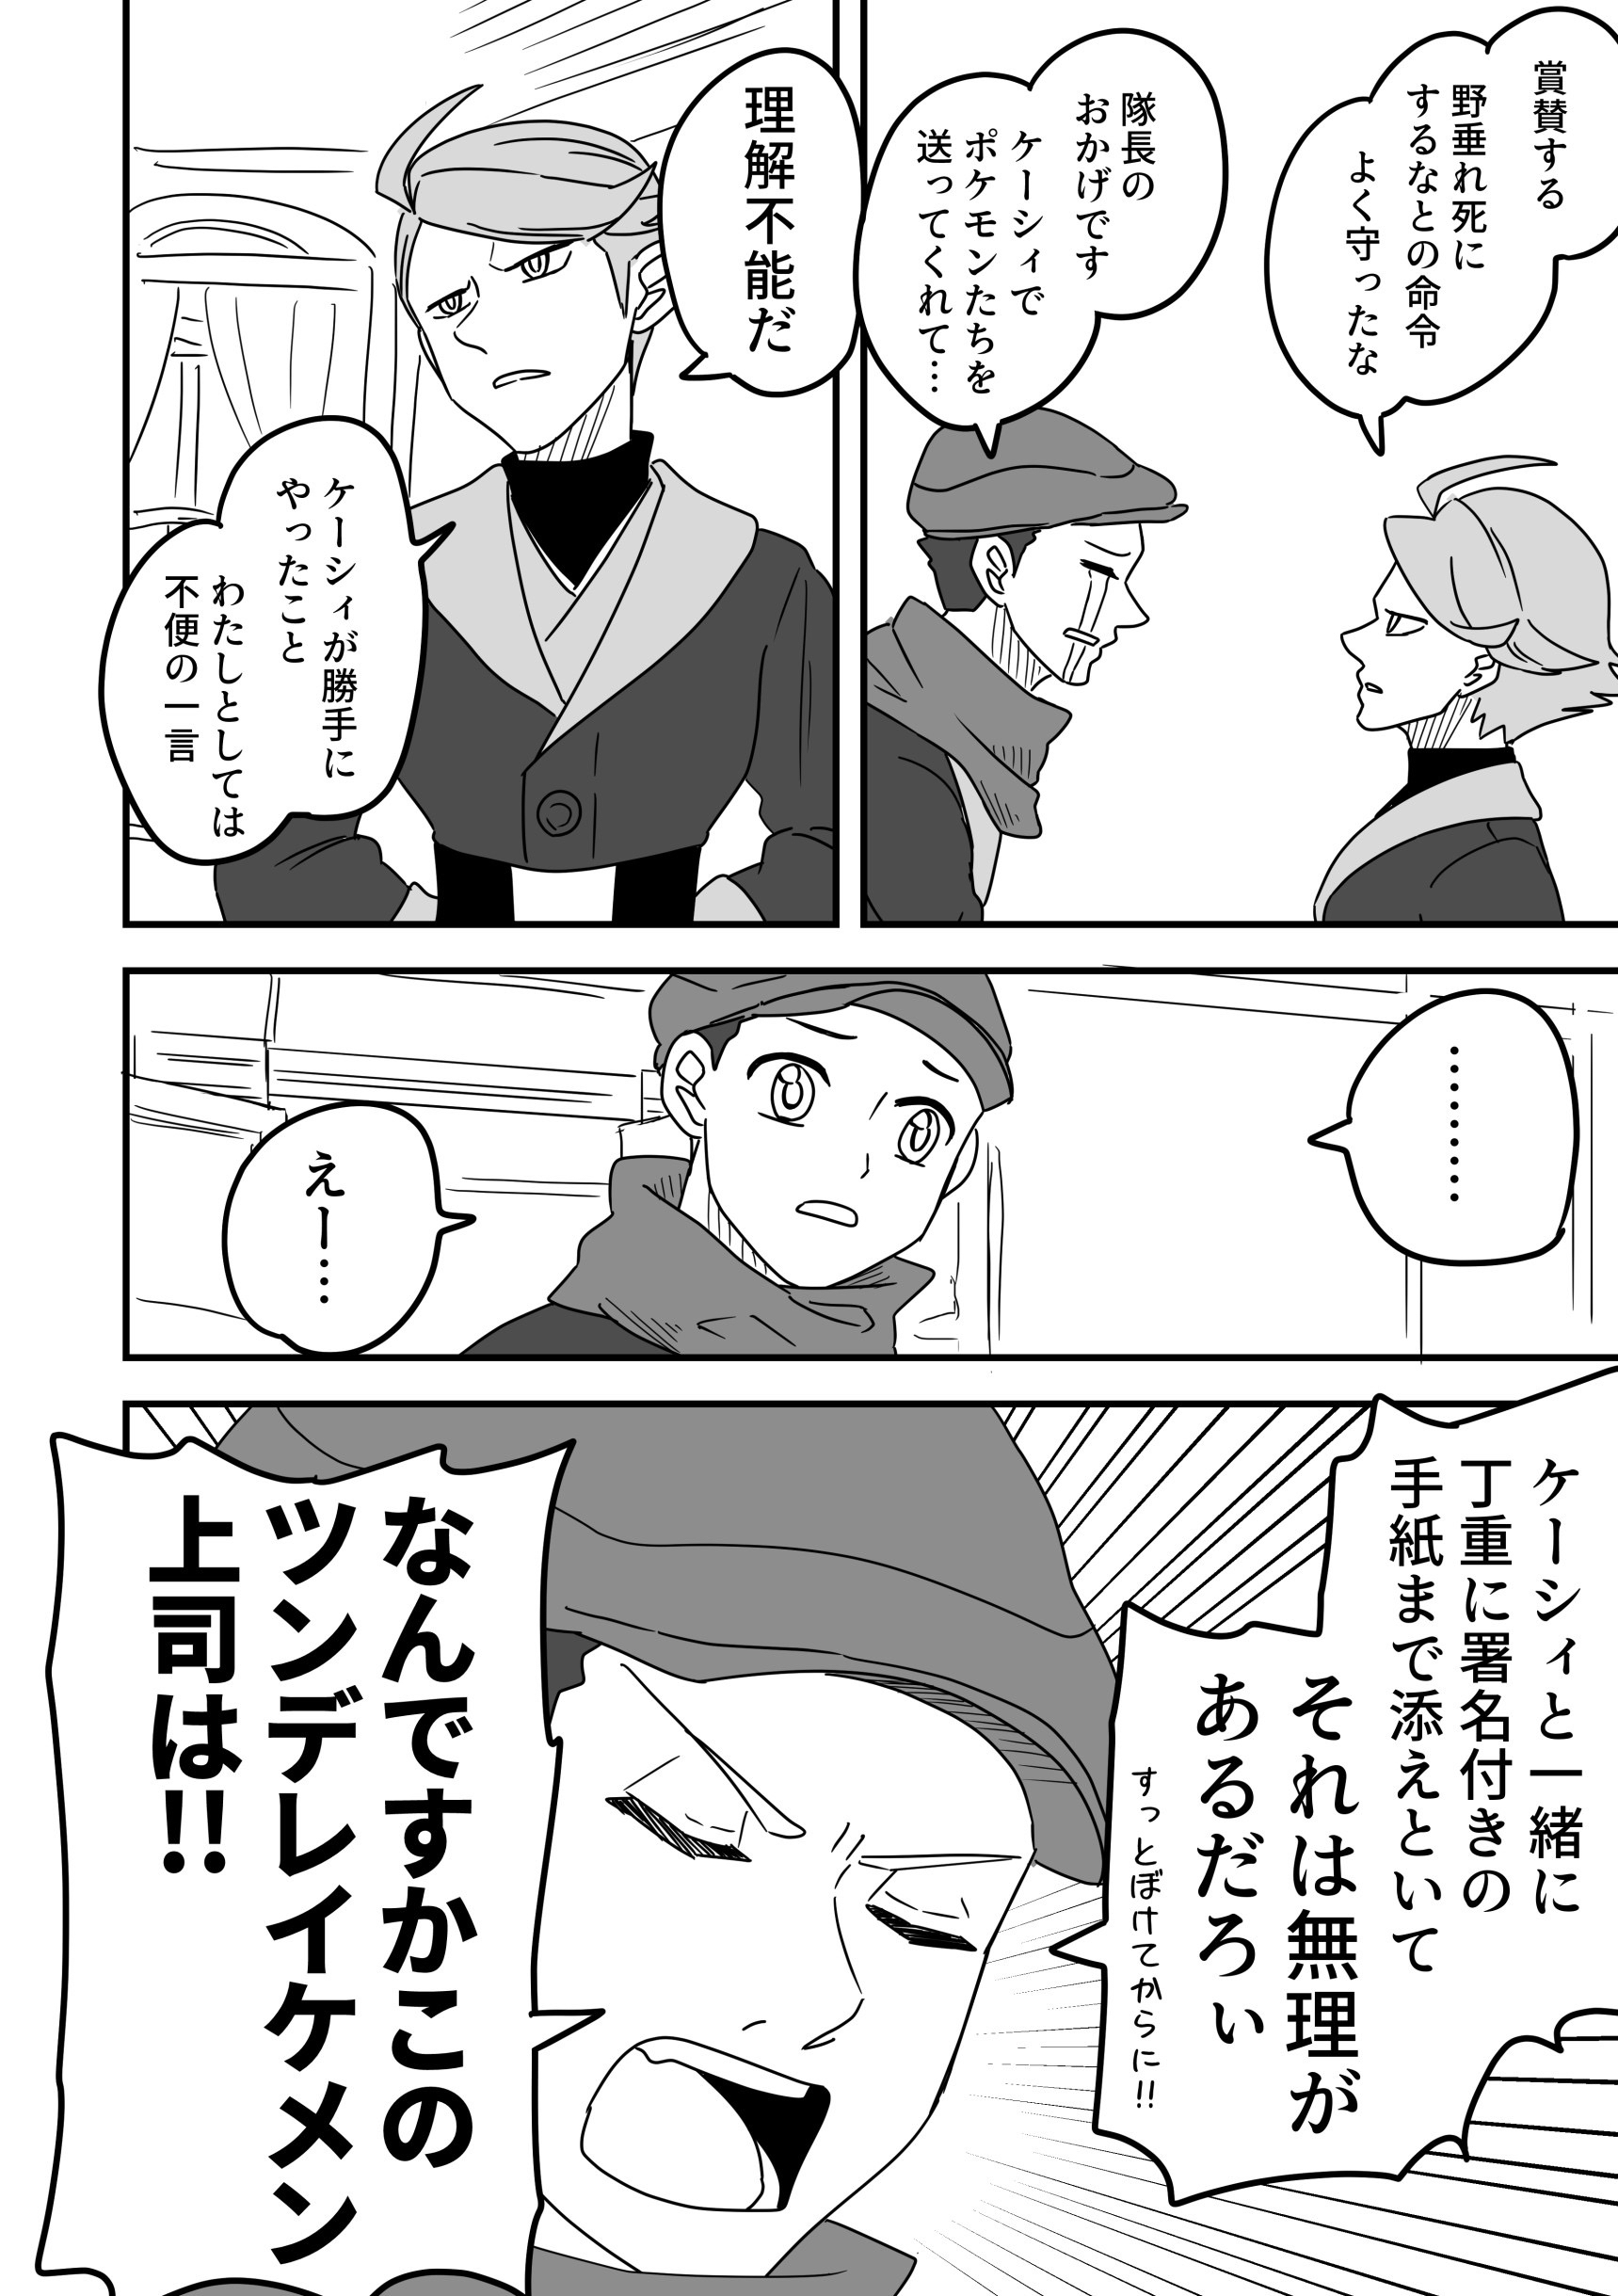 賞賛する
野垂れ死に
するなとの命令
よく守ったな
隊長の
おかげです
ケーシィで
ポケモンたちを
送ってくれて…
理解不能だ
ケーシィが勝手に
やったこと
わたしとしては
不便の一言
………
えー……
ケーシィと一緒に
丁重に署名付きの
手紙まで添えといて
それは無理が
あるだろぃ
すっとぼけてからに!!
なんですかこの
ツンデレイケメン
上司は!!